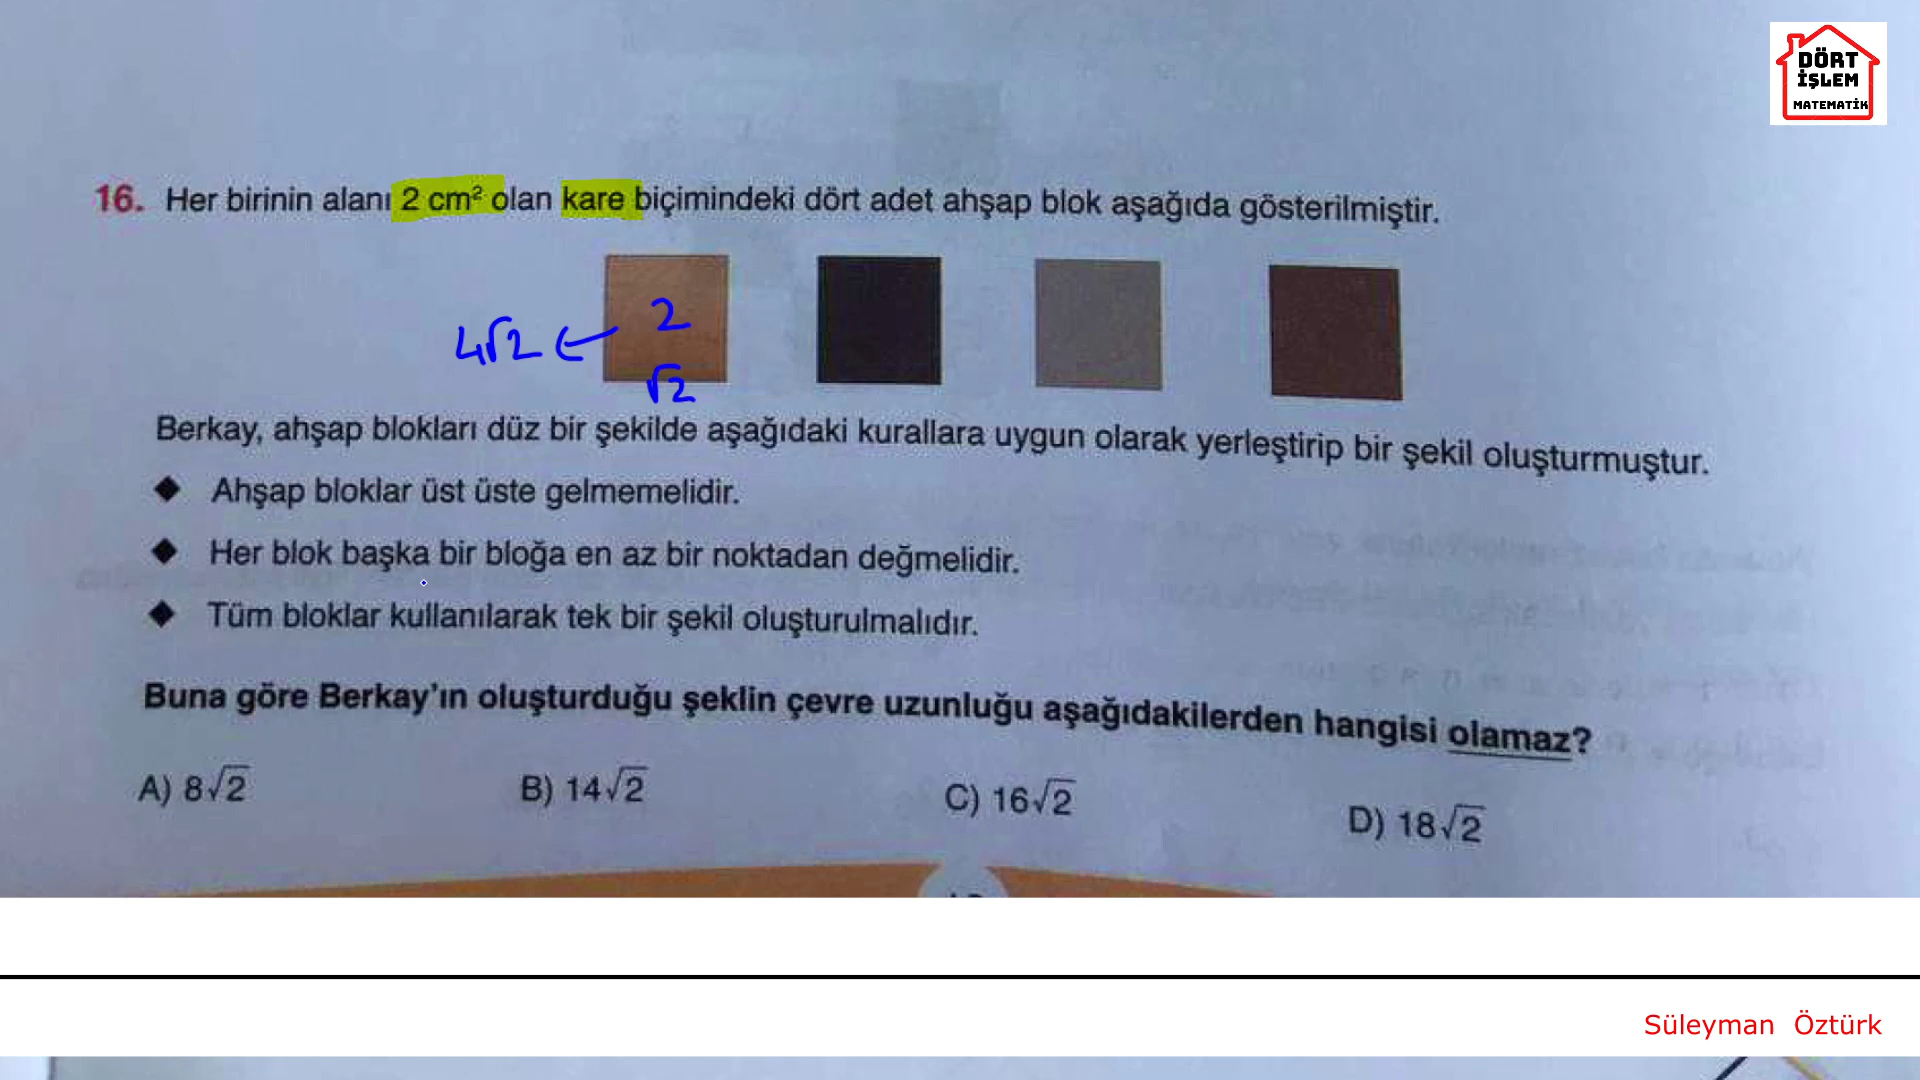 DÖRT
İŞLEM
MATEMATİK
16. Her birinin alanı 2 cm² olan kare biçimindeki dört adet ahşap blok aşağıda gösterilmiştir.
4√2 ← 2
√2
Berkay, ahşap blokları düz bir şekilde aşağıdaki kurallara uygun olarak yerleştirip bir şekil oluşturmuştur.
◆ Ahşap bloklar üst üste gelmemelidir.
◆ Her blok başka bir bloğa en az bir noktadan değmelidir.
◆ Tüm bloklar kullanılarak tek bir şekil oluşturulmalıdır.
Buna göre Berkay'ın oluşturduğu şeklin çevre uzunluğu aşağıdakilerden hangisi olamaz?
A) 8√2 B) 14√2 C) 16√2 D) 18√2
Süleyman Öztürk